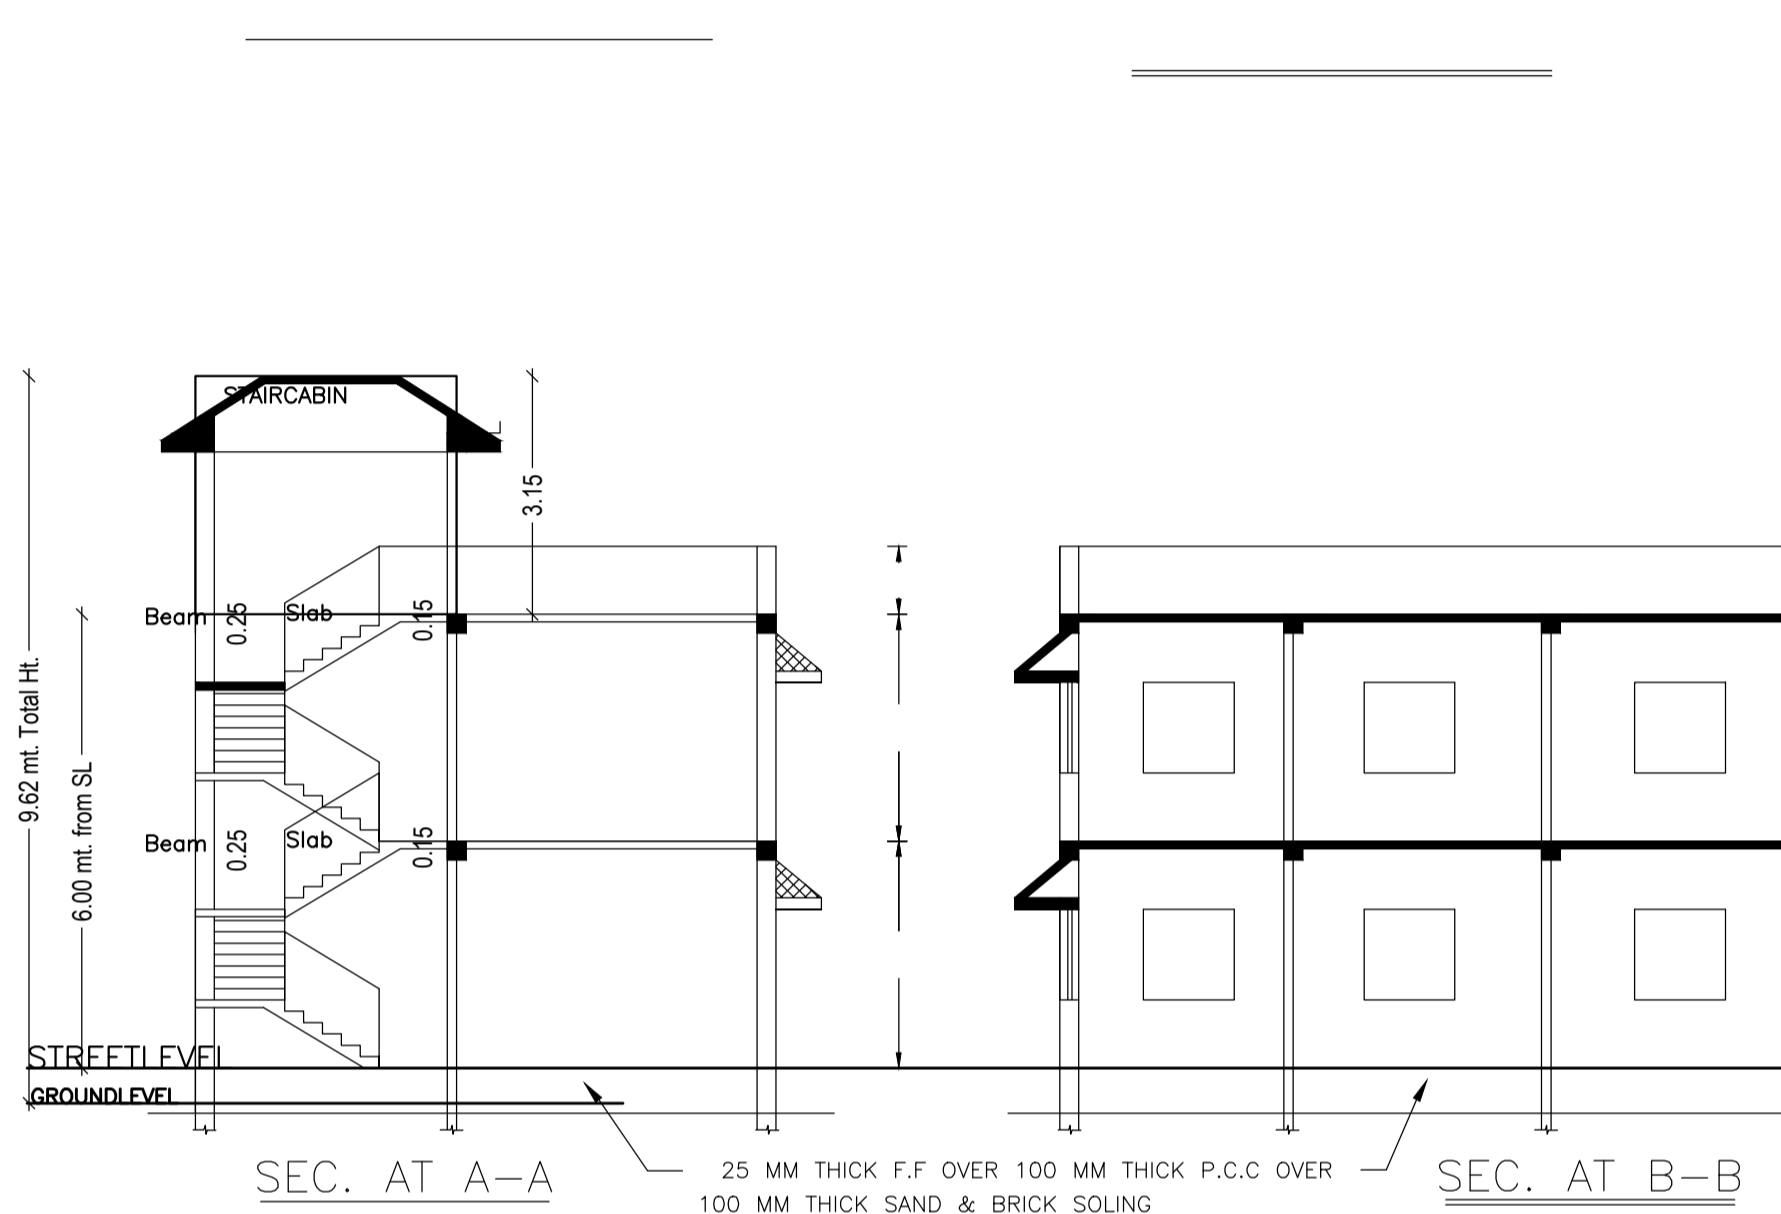 STAIRCABIN
3.15
Beam 0.25 Slab 0.15
9.62 mt. Total Ht.
6.00 mt. from SL
Beam 0.25 Slab 0.15
STREETLEVEL
GROUNDLEVEL
SEC. AT A-A
25 MM THICK F.F OVER 100 MM THICK P.C.C OVER
100 MM THICK SAND & BRICK SOLING
SEC. AT B-B